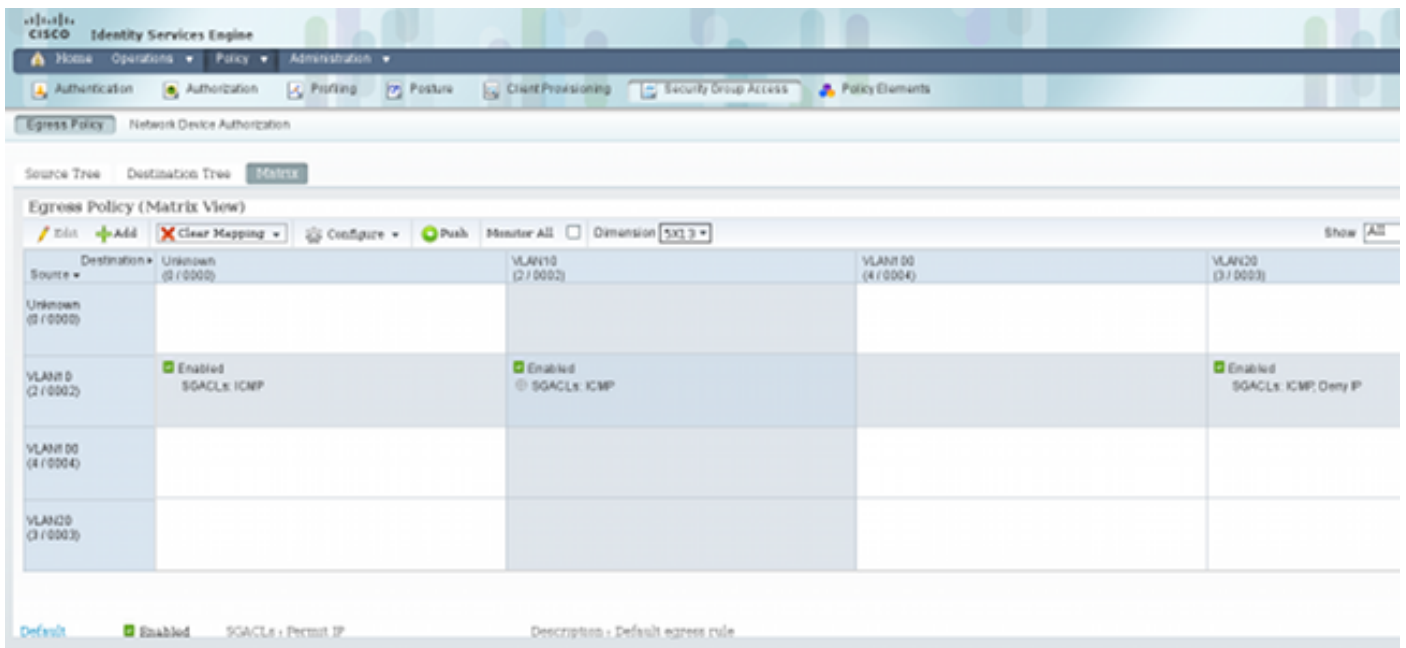 CISCO Identity Services Engine
Home Operations Policy Administration
Authentication Authorization Profiling Posture Client Provisioning Security Group Access Policy Elements
Egress Policy Network Device Authorization
Source Tree Destination Tree Matrix
Egress Policy (Matrix View)
Edit Add Clear Mapping Configure Push Monitor All Dimension 5X13 Show All
Destination Unknown VLAN10 VLAN100 VLAN20
Source (0 / 0000) (2 / 0002) (4 / 0004) (3 / 0003)
Unknown
(0 / 0000)
Enabled Enabled Enabled
VLAN10 SGACLs: ICMP SGACLs: ICMP SGACLs: ICMP, Deny IP
(2 / 0002)
VLAN100
(4 / 0004)
VLAN20
(3 / 0003)
Default Enabled SGACLs : Permit IP Description : Default egress rule